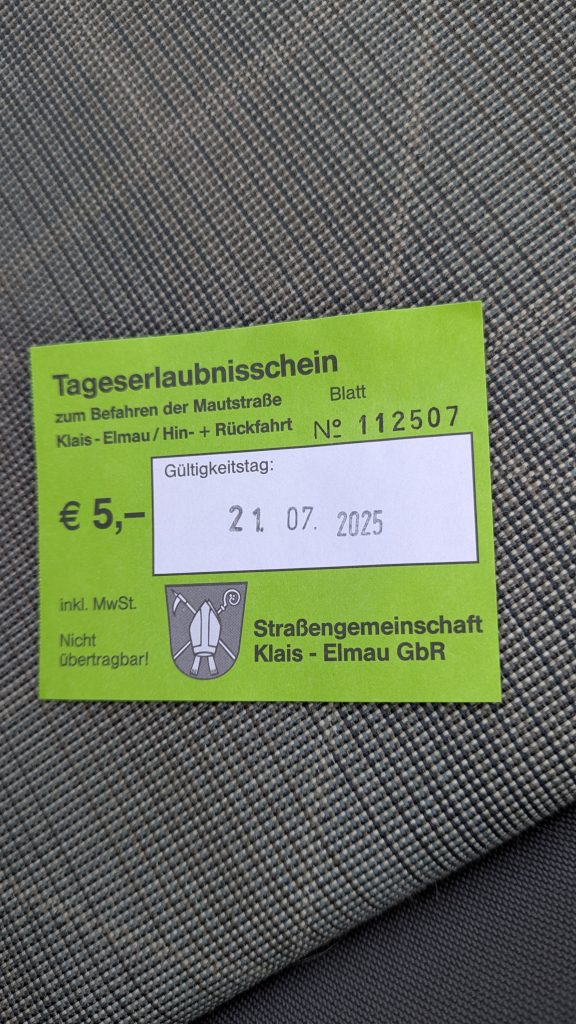 Tageserlaubnisschein
zum Befahren der Mautstraße
Klais - Elmau / Hin- + Rückfahrt
Blatt
Nº 112507
Gültigkeitstag:
€ 5,–
21. 07. 2025
inkl. MwSt.
Nicht
übertragbar!
Straßengemeinschaft
Klais - Elmau GbR